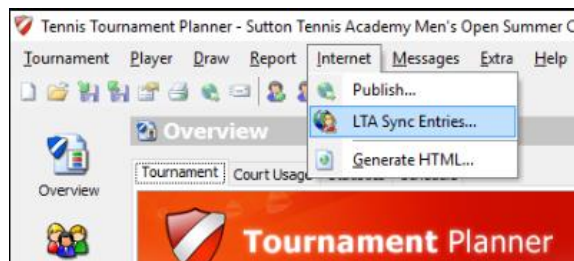 Tennis Tournament Planner - Sutton Tennis Academy Men's Open Summer
Tournament Player Draw Report Internet Messages Extra Help
Publish...
LTA Sync Entries...
Generate HTML...
Overview
Tournament Court Usage
Overview
Tournament Planner